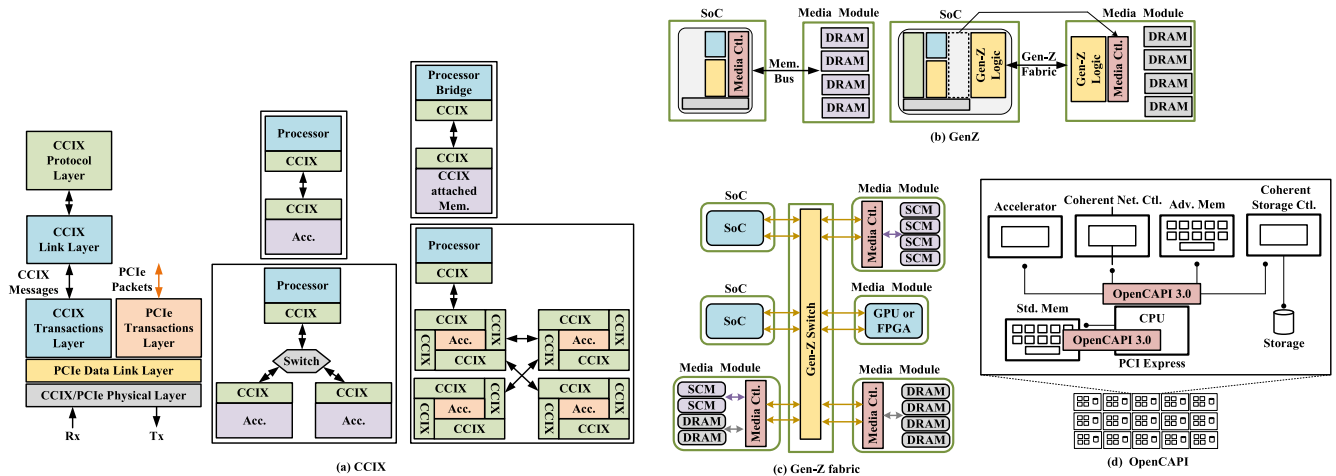 CCIX
Protocol
Layer
CCIX
Link Layer
CCIX
Messages
PCIe
Packets
CCIX
Transactions
Layer
PCIe
Transactions
Layer
PCIe Data Link Layer
CCIX/PCIe Physical Layer
Rx
Tx
Processor
CCIX
CCIX
Acc.
Processor
Bridge
CCIX
CCIX
CCIX
attached
Mem.
Processor
CCIX
Switch
CCIX
CCIX
Acc.
Acc.
Processor
CCIX
CCIX
CCIX
CCIX
Acc.
CCIX
CCIX
CCIX
CCIX
Acc.
CCIX
CCIX
CCIX
CCIX
Acc.
CCIX
CCIX
CCIX
CCIX
Acc.
CCIX
(a) CCIX
SoC
Media Ctl.
Mem.
Bus
Media Module
DRAM
DRAM
DRAM
DRAM
SoC
Gen-Z
Logic
Gen-Z
Fabric
Media Module
Gen-Z
Logic
Media Ctl.
DRAM
DRAM
DRAM
DRAM
(b) GenZ
SoC
SoC
Media Module
Media Ctl.
SCM
SCM
SCM
SCM
SoC
SoC
Gen-Z Switch
Media Module
GPU or
FPGA
Media Module
SCM
SCM
DRAM
DRAM
Media Ctl.
Media Module
Media Ctl.
DRAM
DRAM
DRAM
DRAM
(c) Gen-Z fabric
Accelerator
Coherent Net. Ctl.
Adv. Mem
Coherent
Storage Ctl.
OpenCAPI 3.0
Std. Mem
CPU
OpenCAPI 3.0
PCI Express
Storage
(d) OpenCAPI